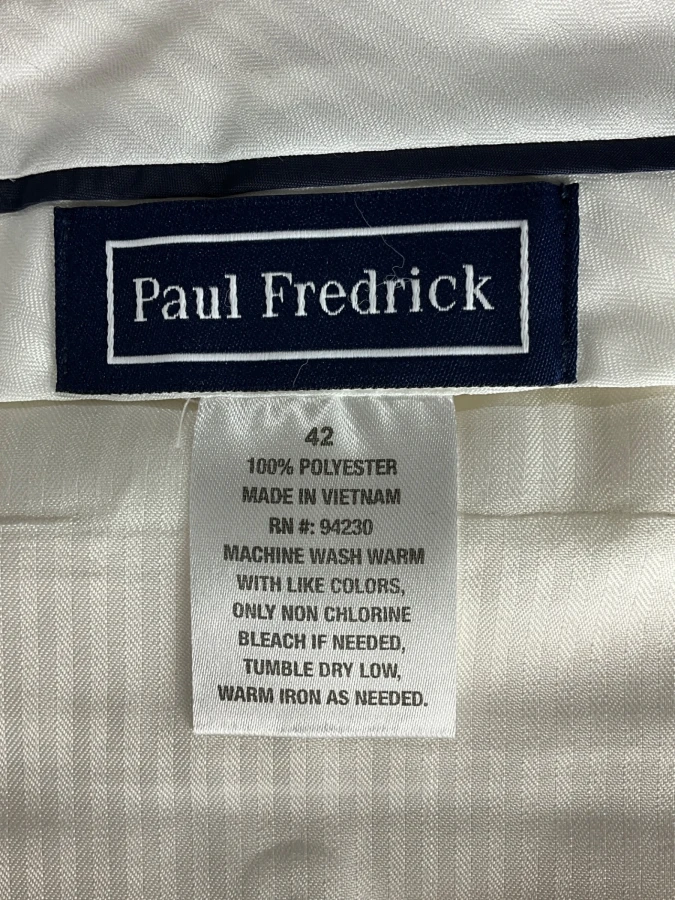 Paul Fredrick
42
100% POLYESTER
MADE IN VIETNAM
RN #: 94230
MACHINE WASH WARM
WITH LIKE COLORS,
ONLY NON CHLORINE
BLEACH IF NEEDED,
TUMBLE DRY LOW,
WARM IRON AS NEEDED.